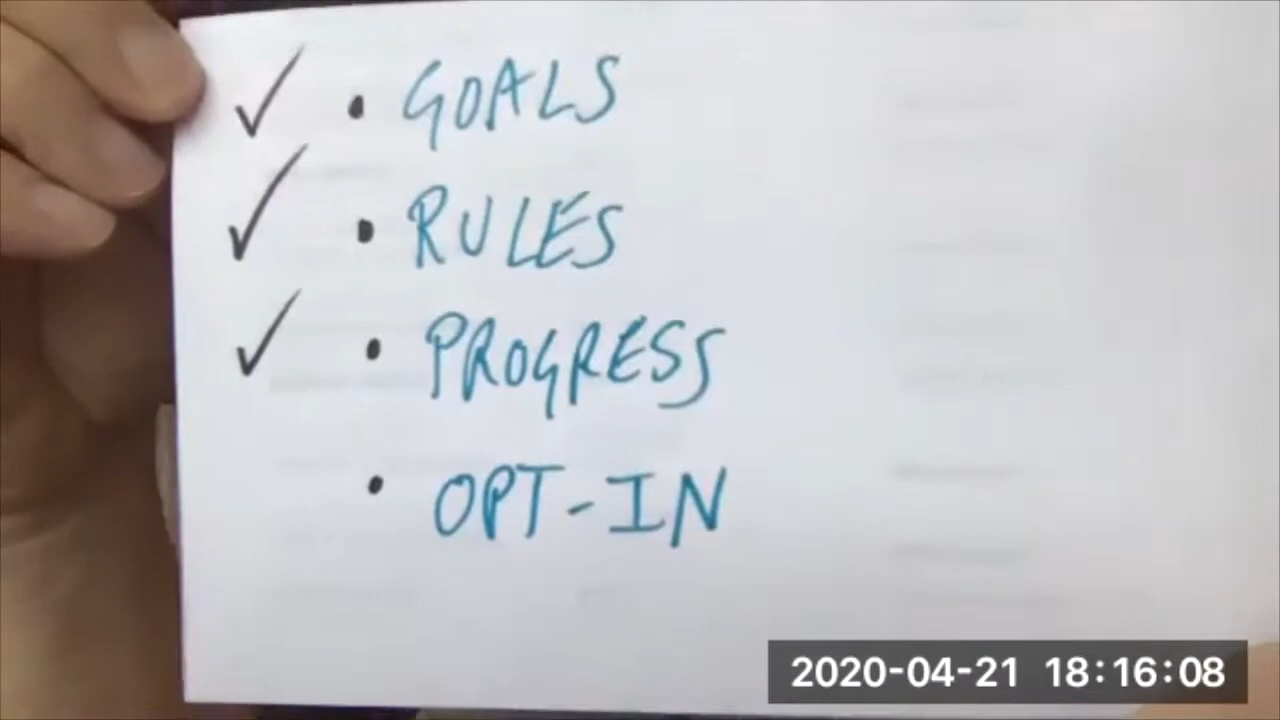 ✓ • GOALS
✓ • RULES
✓ • PROGRESS
• OPT-IN
2020-04-21 18:16:08